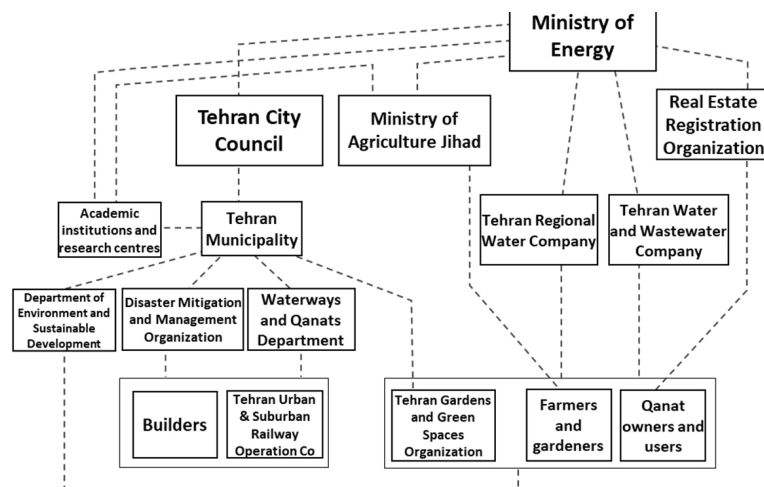 Ministry of
Energy
Tehran City
Council
Ministry of
Agriculture Jihad
Real Estate
Registration
Organization
Academic
institutions and
research centres
Tehran
Municipality
Tehran Regional
Water Company
Tehran Water
and Wastewater
Company
Department of
Environment and
Sustainable
Development
Disaster Mitigation
and Management
Organization
Waterways
and Qanats
Department
Builders
Tehran Urban
& Suburban
Railway
Operation Co
Tehran Gardens
and Green
Spaces
Organization
Farmers
and
gardeners
Qanat
owners and
users